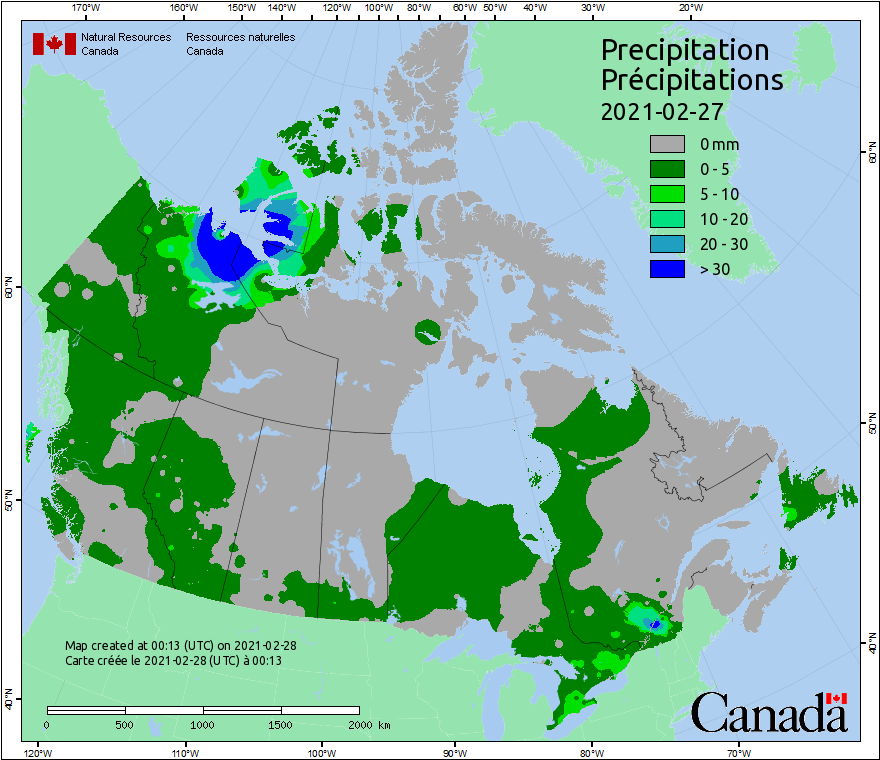 170°W 160°W 150°W 140°W 120°W 110°W 100°W 90°W 80°W 60°W 50°W 40°W 30°W 20°W
Natural Resources Ressources naturelles
Canada Canada
Precipitation
Précipitations
2021-02-27
0 mm
0 - 5
5 - 10
10 - 20
20 - 30
> 30
60°N
60°N
50°N
50°N
40°N
40°N
Map created at 00:13 (UTC) on 2021-02-28
Carte créée le 2021-02-28 (UTC) à 00:13
0 500 1000 1500 2000 km
Canada
120°W 110°W 100°W 90°W 80°W 70°W